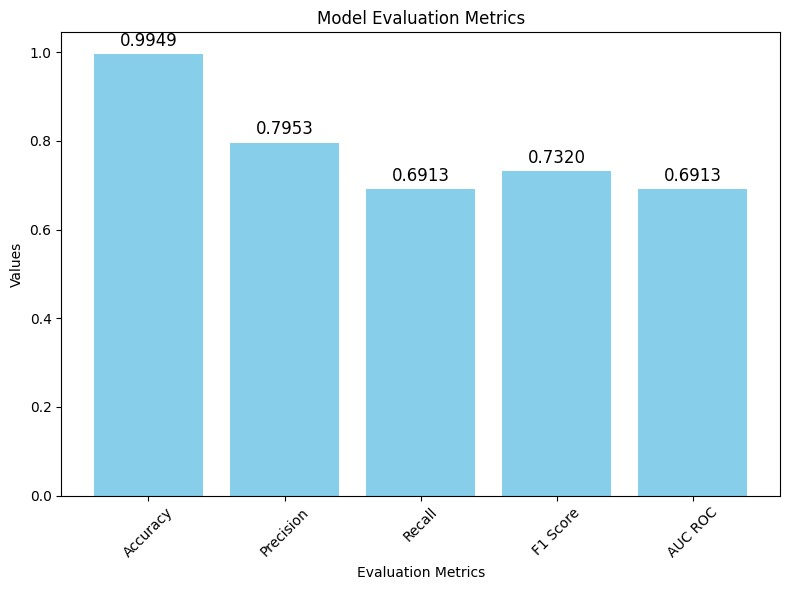 Model Evaluation Metrics
0.9949
0.7953
0.6913
0.7320
0.6913
1.0
0.8
0.6
0.4
0.2
0.0
Values
Accuracy
Precision
Recall
F1 Score
AUC ROC
Evaluation Metrics